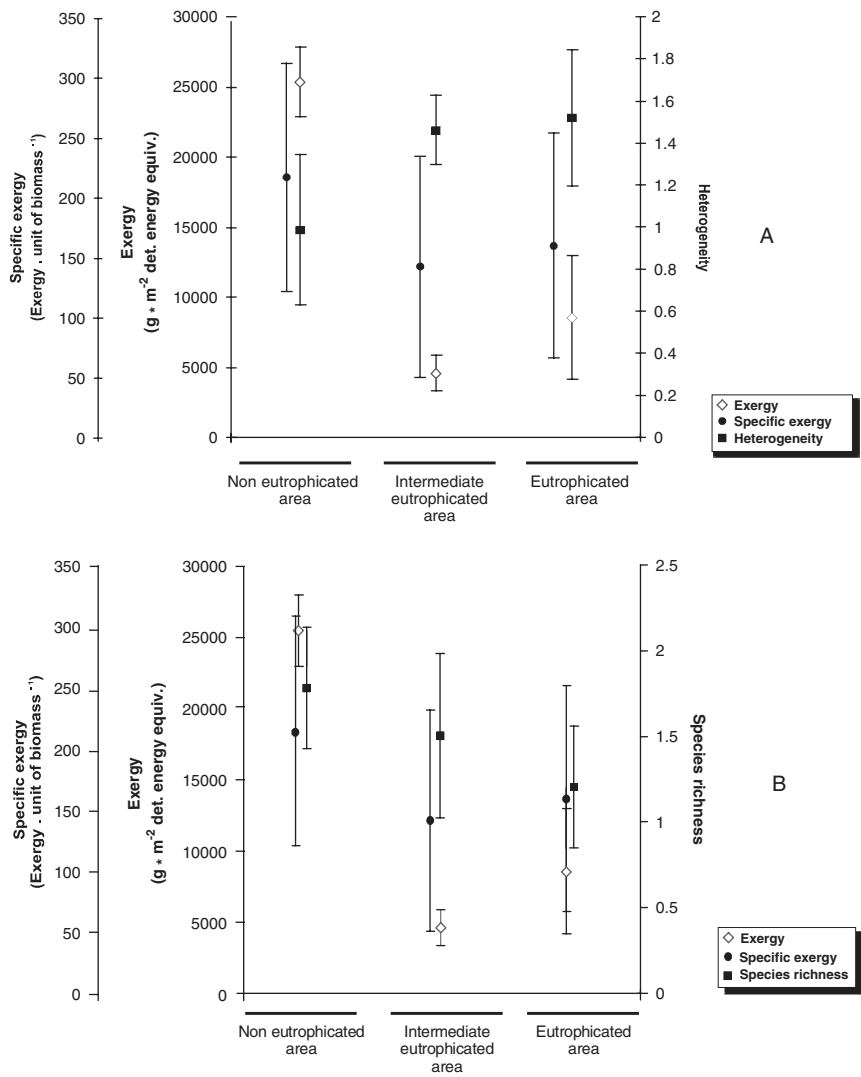 Specific exergy
(Exergy . unit of biomass ⁻¹)
350
300
250
200
150
100
50
0
Exergy
(g * m⁻² det. energy equiv.)
30000
25000
20000
15000
10000
5000
0
2
1.8
1.6
1.4
1.2
1
0.8
0.6
0.4
0.2
0
Heterogeneity
A
Exergy
Specific exergy
Heterogeneity
Non eutrophicated
area
Intermediate
eutrophicated
area
Eutrophicated
area
Specific exergy
(Exergy . unit of biomass ⁻¹)
350
300
250
200
150
100
50
0
Exergy
(g * m⁻² det. energy equiv.)
30000
25000
20000
15000
10000
5000
0
2.5
2
1.5
1
0.5
0
Species richness
B
Exergy
Specific exergy
Species richness
Non eutrophicated
area
Intermediate
eutrophicated
area
Eutrophicated
area